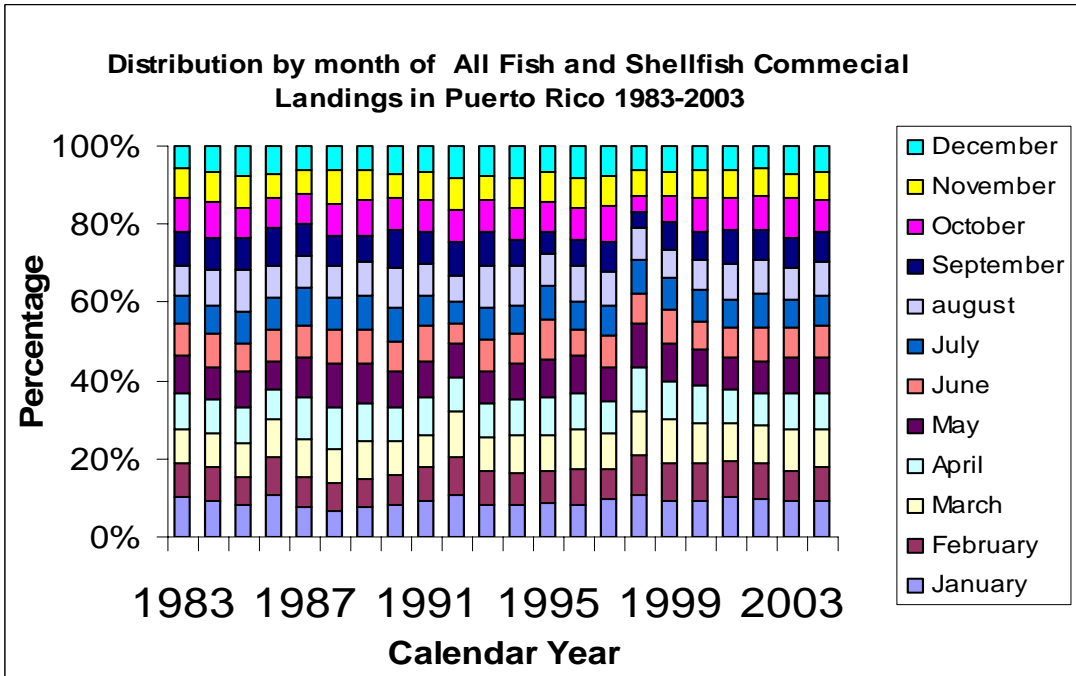 Distribution by month of All Fish and Shellfish Commecial
Landings in Puerto Rico 1983-2003
100%
80%
60%
40%
20%
0%
Percentage
1983 1987 1991 1995 1999 2003
Calendar Year
December
November
October
September
august
July
June
May
April
March
February
January